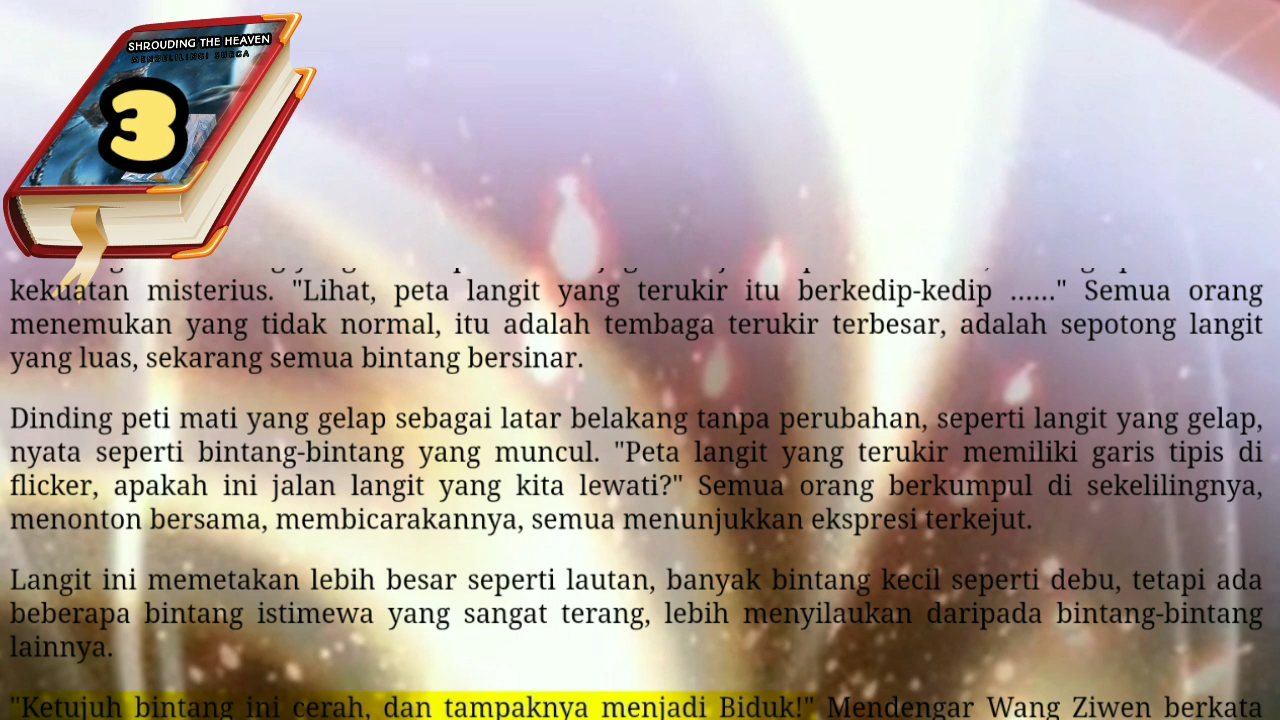 SHROUDING THE HEAVEN
MENGELILINGI SURGA
3
kekuatan misterius. "Lihat, peta langit yang terukir itu berkedip-kedip ......" Semua orang
menemukan yang tidak normal, itu adalah tembaga terukir terbesar, adalah sepotong langit
yang luas, sekarang semua bintang bersinar.
Dinding peti mati yang gelap sebagai latar belakang tanpa perubahan, seperti langit yang gelap,
nyata seperti bintang-bintang yang muncul. "Peta langit yang terukir memiliki garis tipis di
flicker, apakah ini jalan langit yang kita lewati?" Semua orang berkumpul di sekelilingnya,
menonton bersama, membicarakannya, semua menunjukkan ekspresi terkejut.
Langit ini memetakan lebih besar seperti lautan, banyak bintang kecil seperti debu, tetapi ada
beberapa bintang istimewa yang sangat terang, lebih menyilaukan daripada bintang-bintang
lainnya.
"Ketujuh bintang ini cerah, dan tampaknya menjadi Biduk!" Mendengar Wang Ziwen berkata